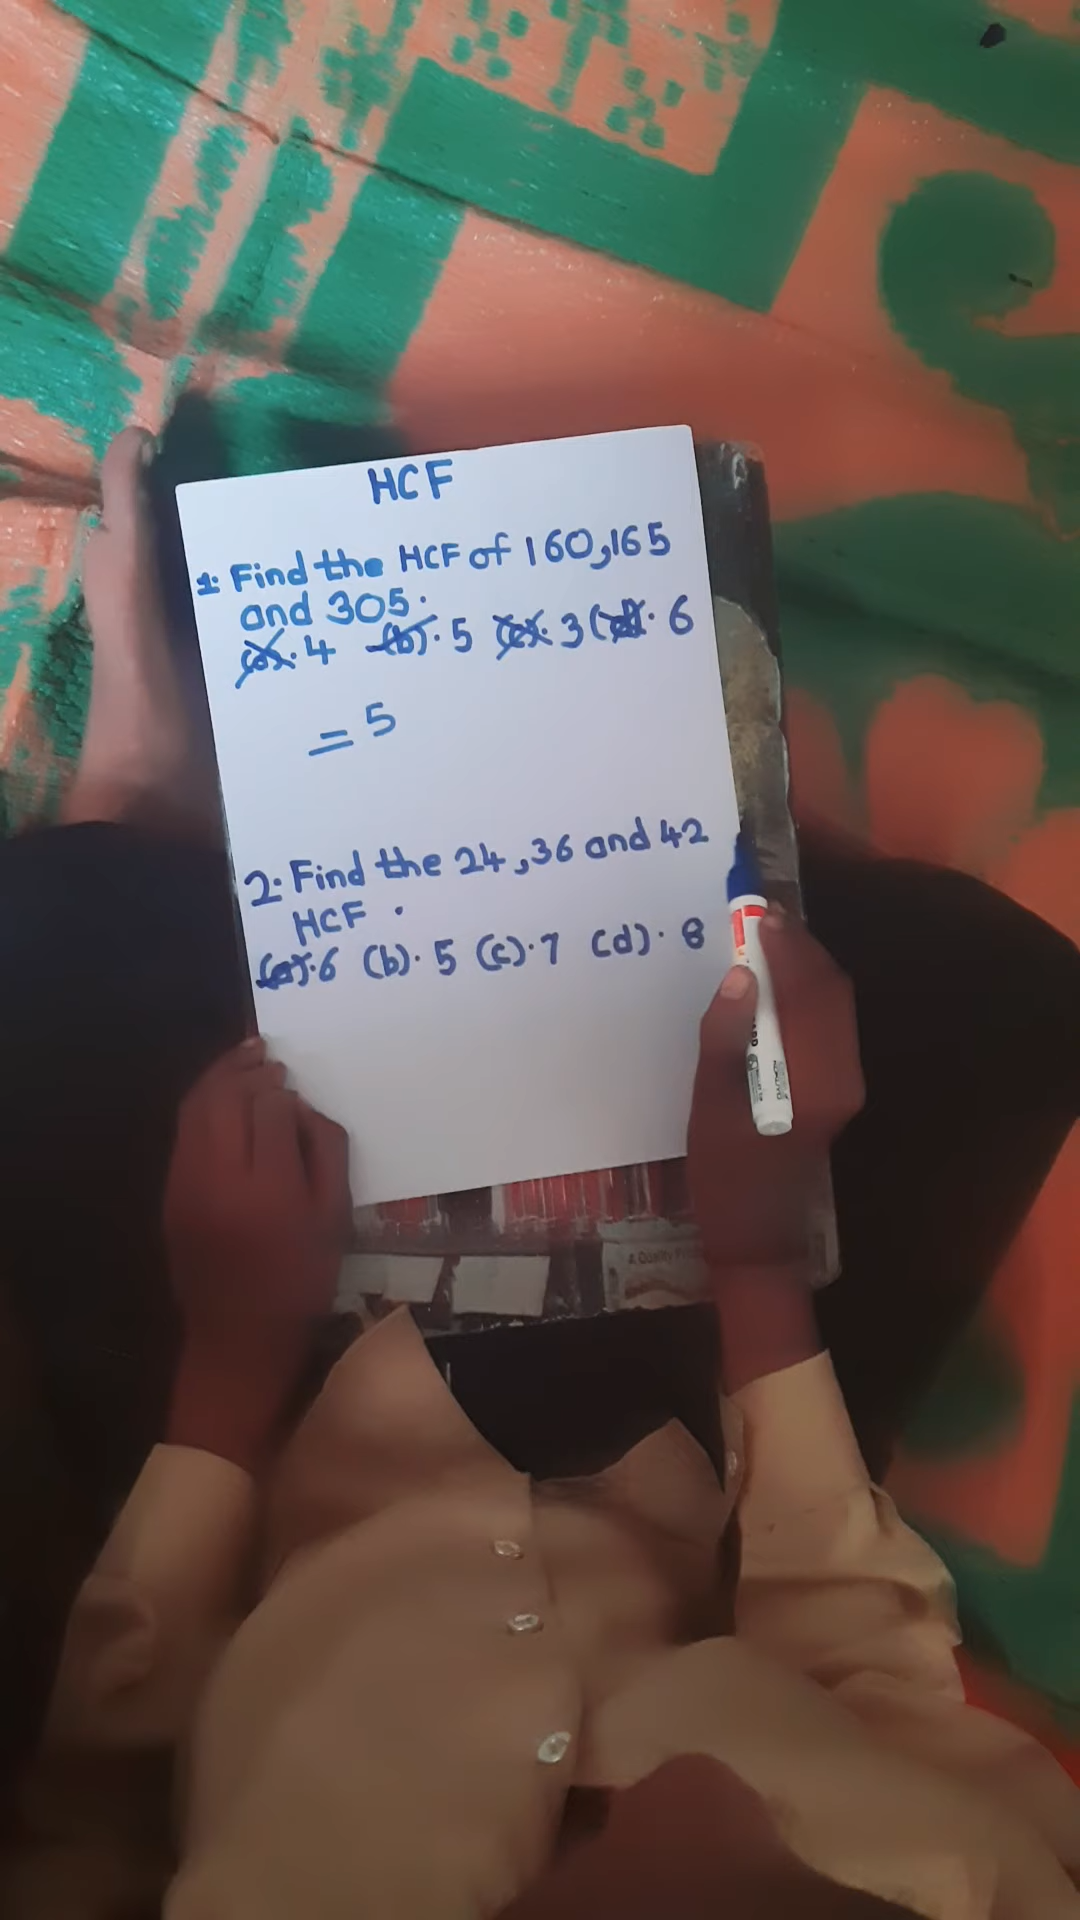 HCF
1. Find the HCF of 160,165
and 305.
(a). 4 (b). 5 (c). 3 (d). 6
= 5
2. Find the 24,36 and 42
HCF .
(a).6 (b). 5 (c).7 (d). 8
A Quality